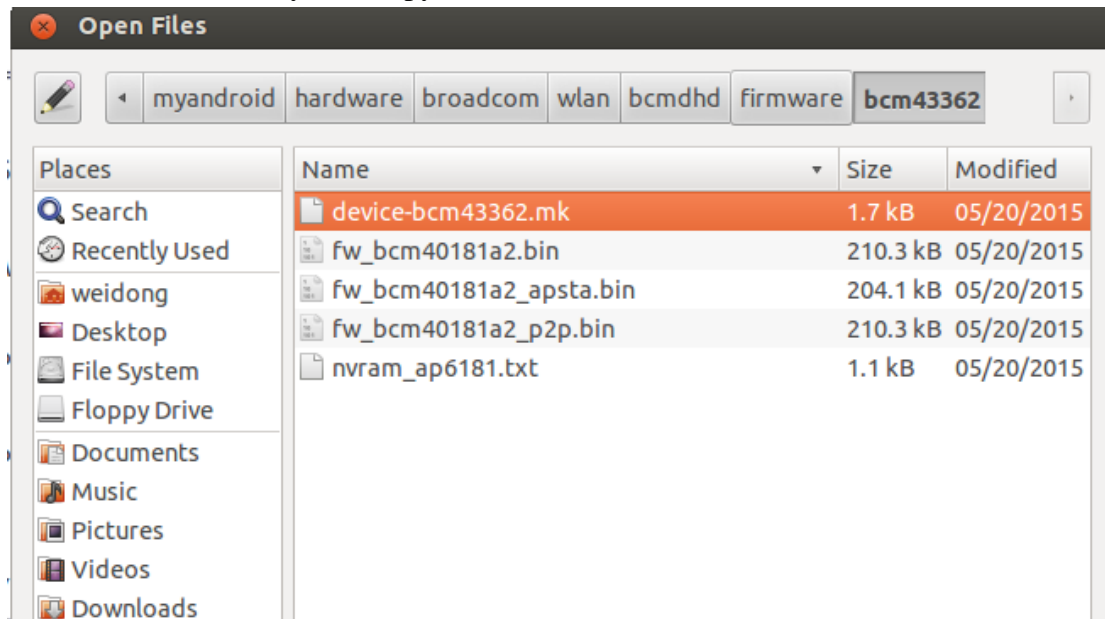 Open Files
myandroid hardware broadcom wlan bcmdhd firmware bcm43362
Places Name Size Modified
Search device-bcm43362.mk 1.7 kB 05/20/2015
Recently Used fw_bcm40181a2.bin 210.3 kB 05/20/2015
weidong fw_bcm40181a2_apsta.bin 204.1 kB 05/20/2015
Desktop fw_bcm40181a2_p2p.bin 210.3 kB 05/20/2015
File System nvram_ap6181.txt 1.1 kB 05/20/2015
Floppy Drive
Documents
Music
Pictures
Videos
Downloads